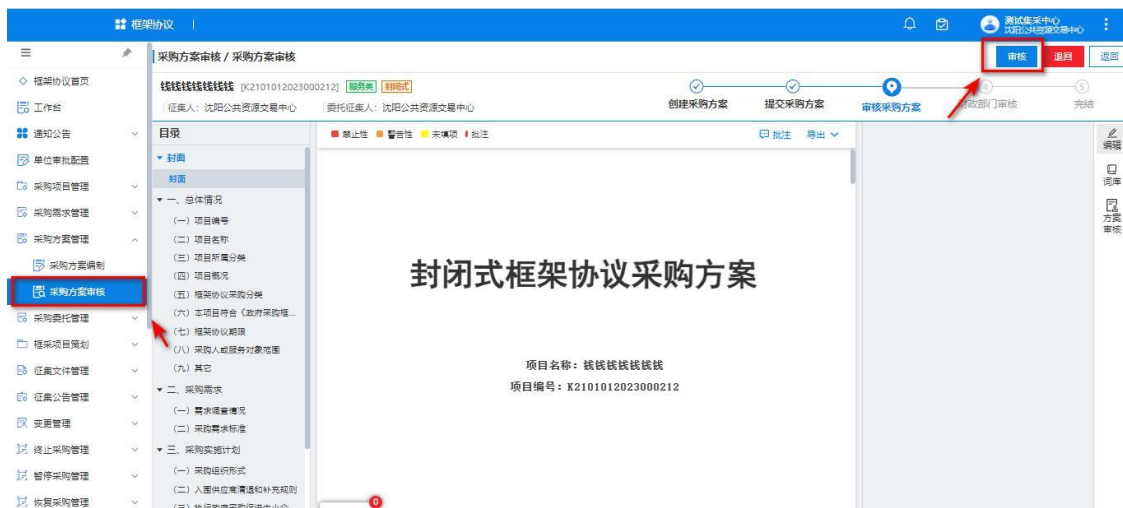 框架协议
测试集采中心
沈阳公共资源交易中心
采购方案审核 / 采购方案审核
审核
退回
返回
框架协议首页
工作台
通知公告
单位审批配置
采购项目管理
采购需求管理
采购方案管理
采购方案编制
采购方案审核
采购委托管理
框采项目策划
征集文件管理
征集公告管理
变更管理
终止采购管理
暂停采购管理
恢复采购管理
[K2101012023000212] 服务类 封闭式
征集人：沈阳公共资源交易中心
委托征集人：沈阳公共资源交易中心
创建采购方案
提交采购方案
审核采购方案
④
财政部门审核
⑤
完结
目录
封面
封面
一、总体情况
（一）项目编号
（二）项目名称
（三）项目所属分类
（四）项目概况
（五）框架协议采购分类
（六）本项目符合《政府采购框...
（七）框架协议期限
（八）采购人或服务对象范围
（九）其它
二、采购需求
（一）需求调查情况
（二）采购需求标准
三、采购实施计划
（一）采购组织形式
（二）入围供应商清退和补充规则
禁止性 警告性 未填项 批注
批注 导出
封闭式框架协议采购方案
项目名称：
项目编号：K2101012023000212
0
编辑
词库
方案
审核